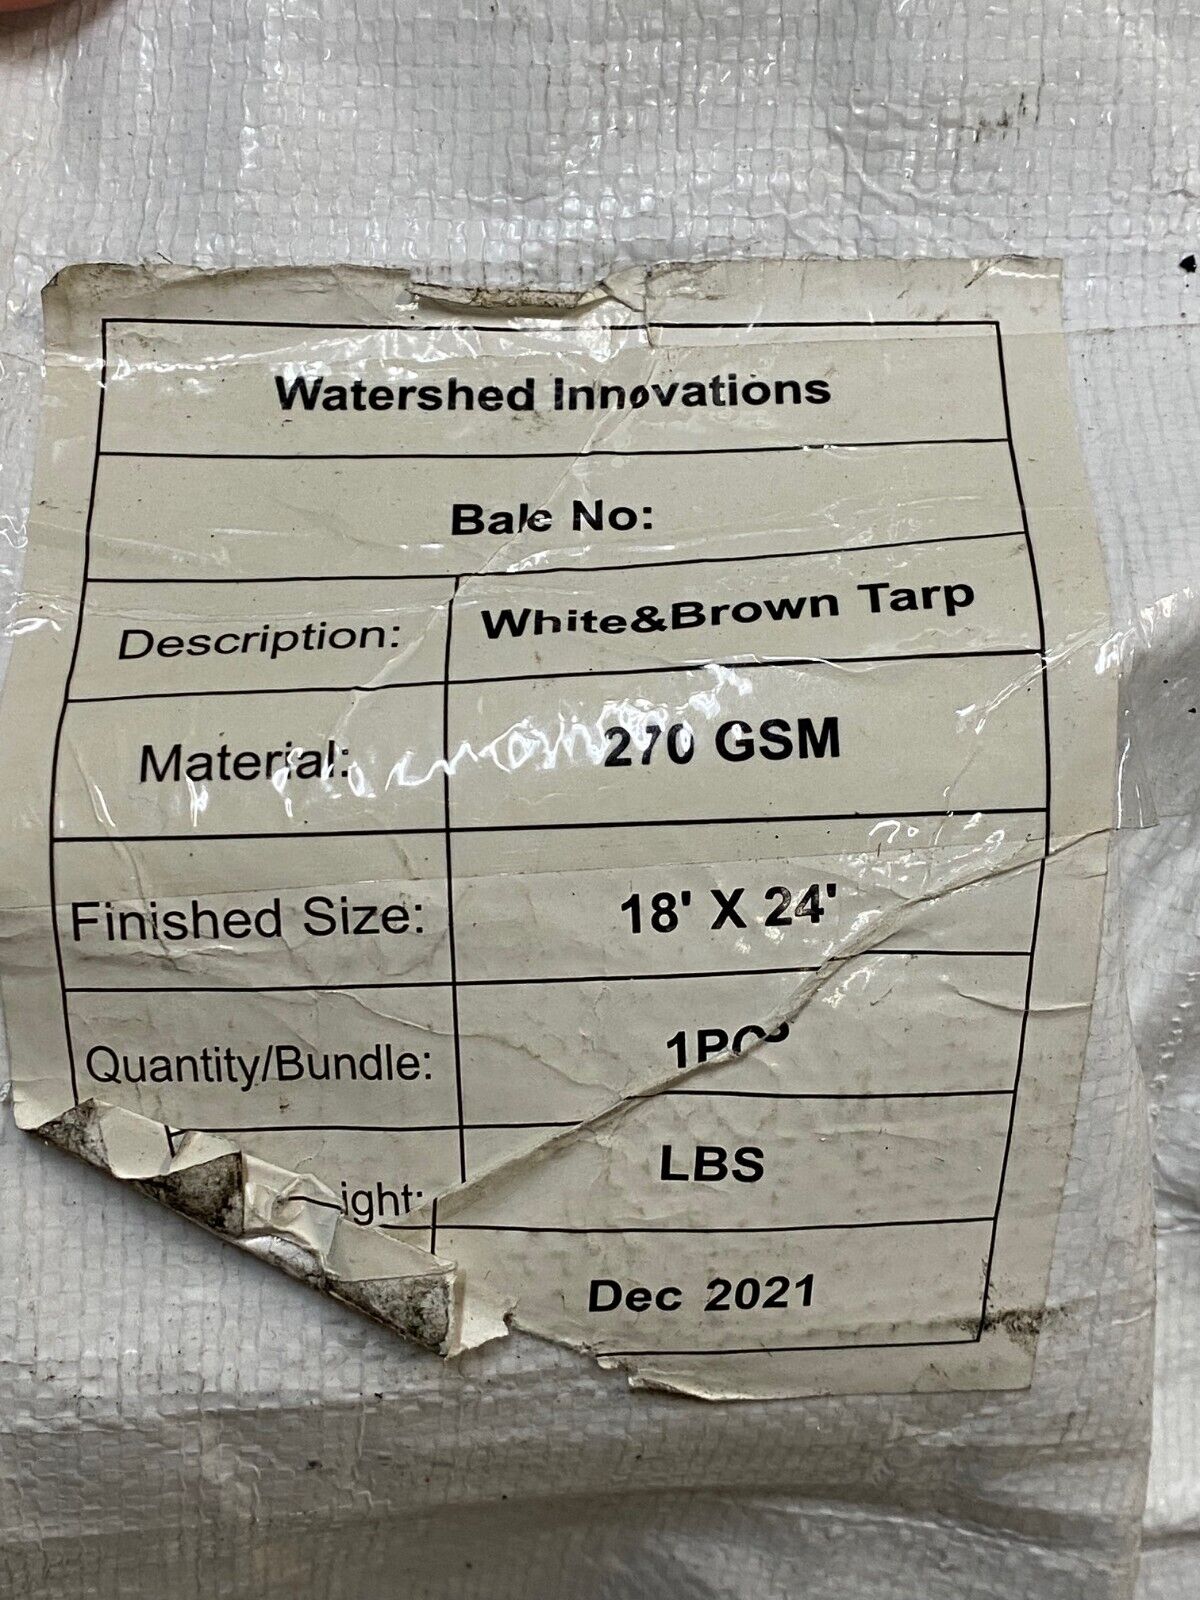 Watershed Innovations
Bale No:
Description: White&Brown Tarp
Material: 270 GSM
Finished Size: 18' X 24'
Quantity/Bundle:
LBS
Dec 2021